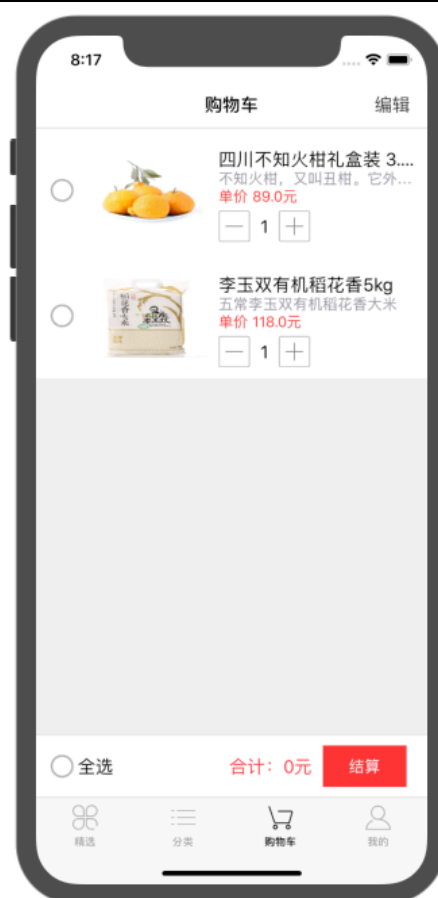 8:17
购物车
编辑
四川不知火柑礼盒装 3....
不知火柑，又叫丑柑。它外...
单价 89.0元
1
李玉双有机稻花香5kg
五常李玉双有机稻花香大米
单价 118.0元
1
全选
合计：0元
结算
精选
分类
购物车
我的